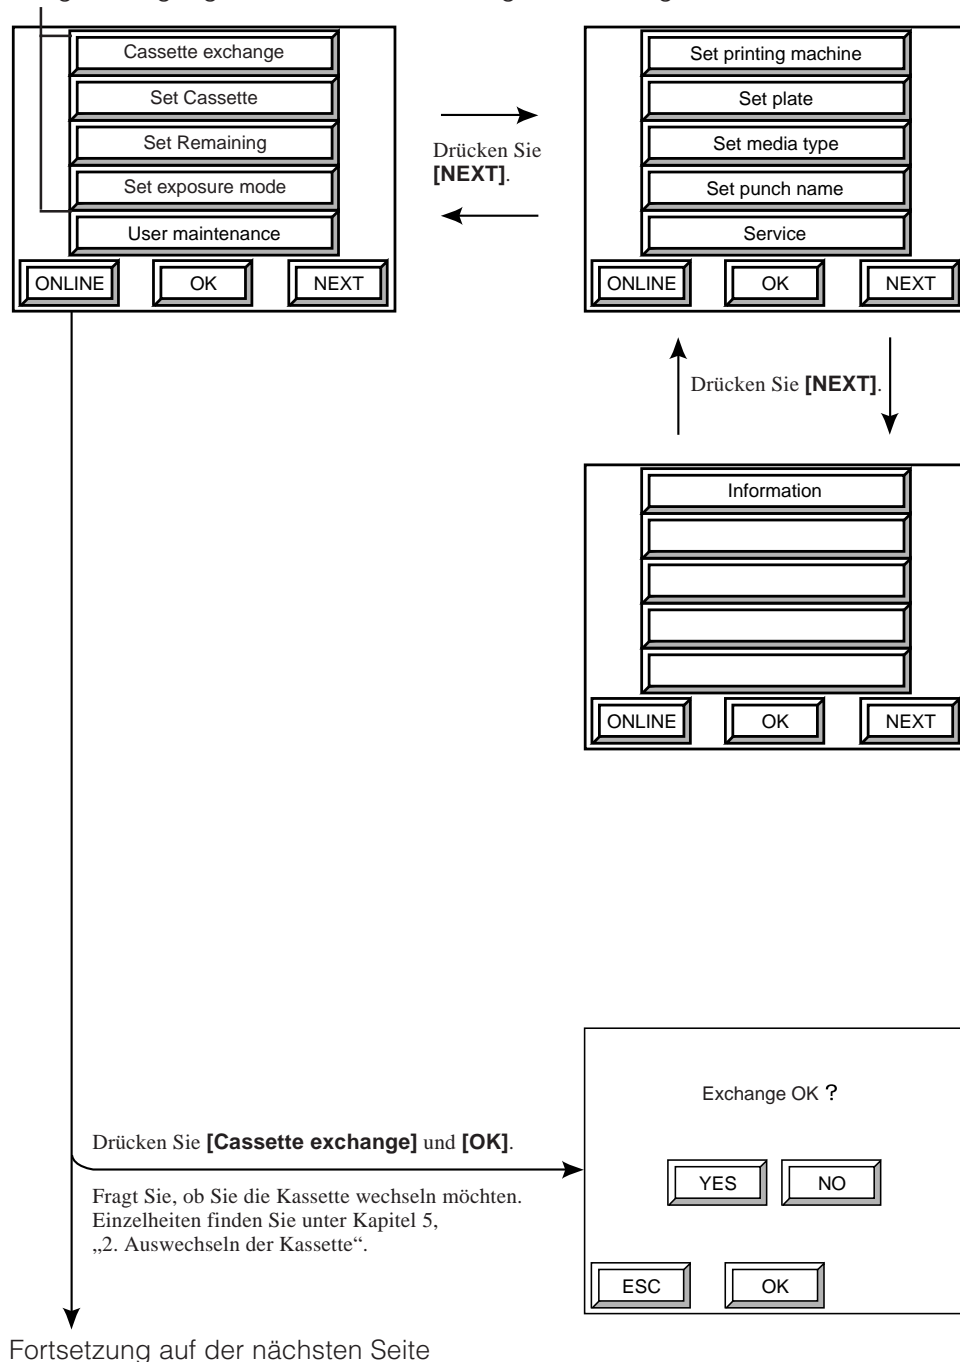 Cassette exchange
Set Cassette
Set Remaining
Set exposure mode
User maintenance
ONLINE OK NEXT
Drücken Sie
[NEXT].
Set printing machine
Set plate
Set media type
Set punch name
Service
ONLINE OK NEXT
Drücken Sie [NEXT].
Information
ONLINE OK NEXT
Drücken Sie [Cassette exchange] und [OK].
Fragt Sie, ob Sie die Kassette wechseln möchten.
Einzelheiten finden Sie unter Kapitel 5,
„2. Auswechseln der Kassette“.
Exchange OK ?
YES NO
ESC OK
Fortsetzung auf der nächsten Seite